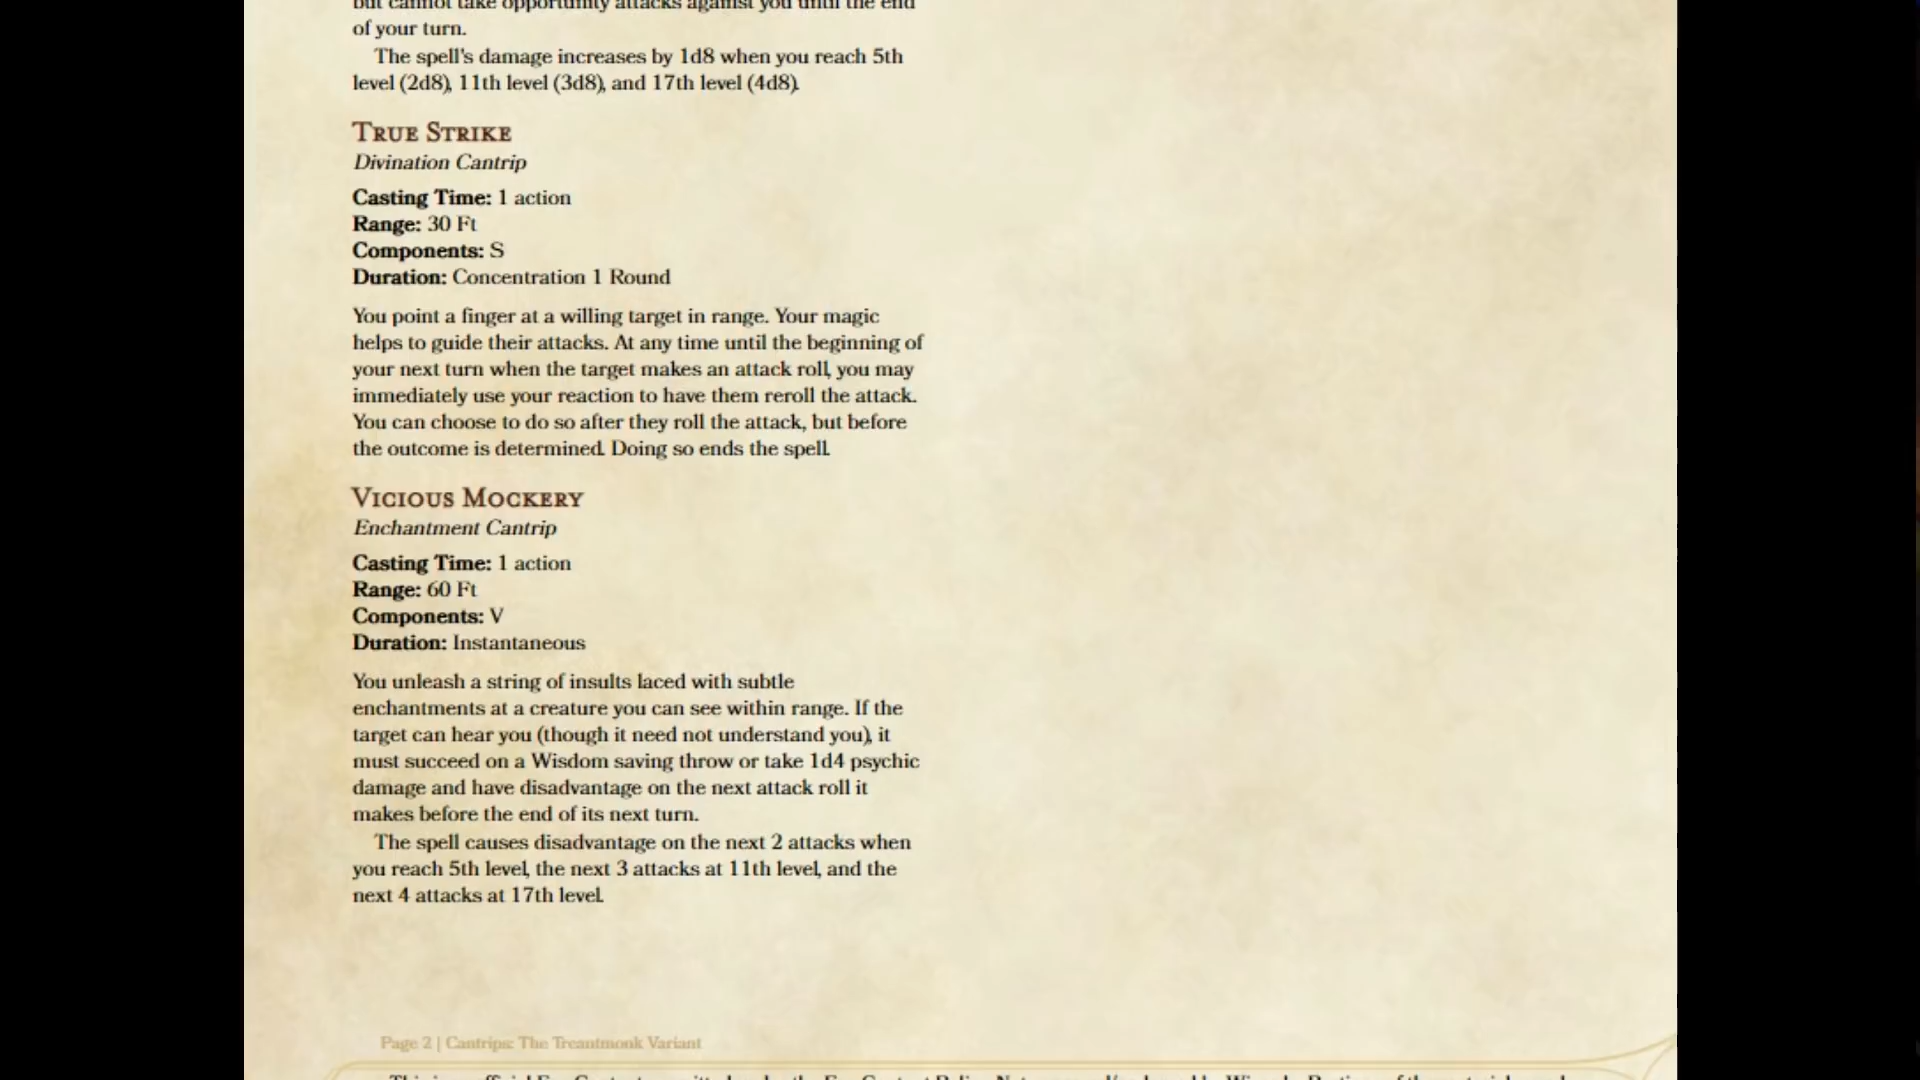 but cannot take opportunity attacks against you until the end
of your turn.
The spell's damage increases by 1d8 when you reach 5th
level (2d8), 11th level (3d8), and 17th level (4d8).
TRUE STRIKE
Divination Cantrip
Casting Time: 1 action
Range: 30 Ft
Components: S
Duration: Concentration 1 Round
You point a finger at a willing target in range. Your magic
helps to guide their attacks. At any time until the beginning of
your next turn when the target makes an attack roll, you may
immediately use your reaction to have them reroll the attack.
You can choose to do so after they roll the attack, but before
the outcome is determined. Doing so ends the spell.
VICIOUS MOCKERY
Enchantment Cantrip
Casting Time: 1 action
Range: 60 Ft
Components: V
Duration: Instantaneous
You unleash a string of insults laced with subtle
enchantments at a creature you can see within range. If the
target can hear you (though it need not understand you), it
must succeed on a Wisdom saving throw or take 1d4 psychic
damage and have disadvantage on the next attack roll it
makes before the end of its next turn.
The spell causes disadvantage on the next 2 attacks when
you reach 5th level, the next 3 attacks at 11th level, and the
next 4 attacks at 17th level.
Page 2 | Cantrips: The Treantmonk Variant